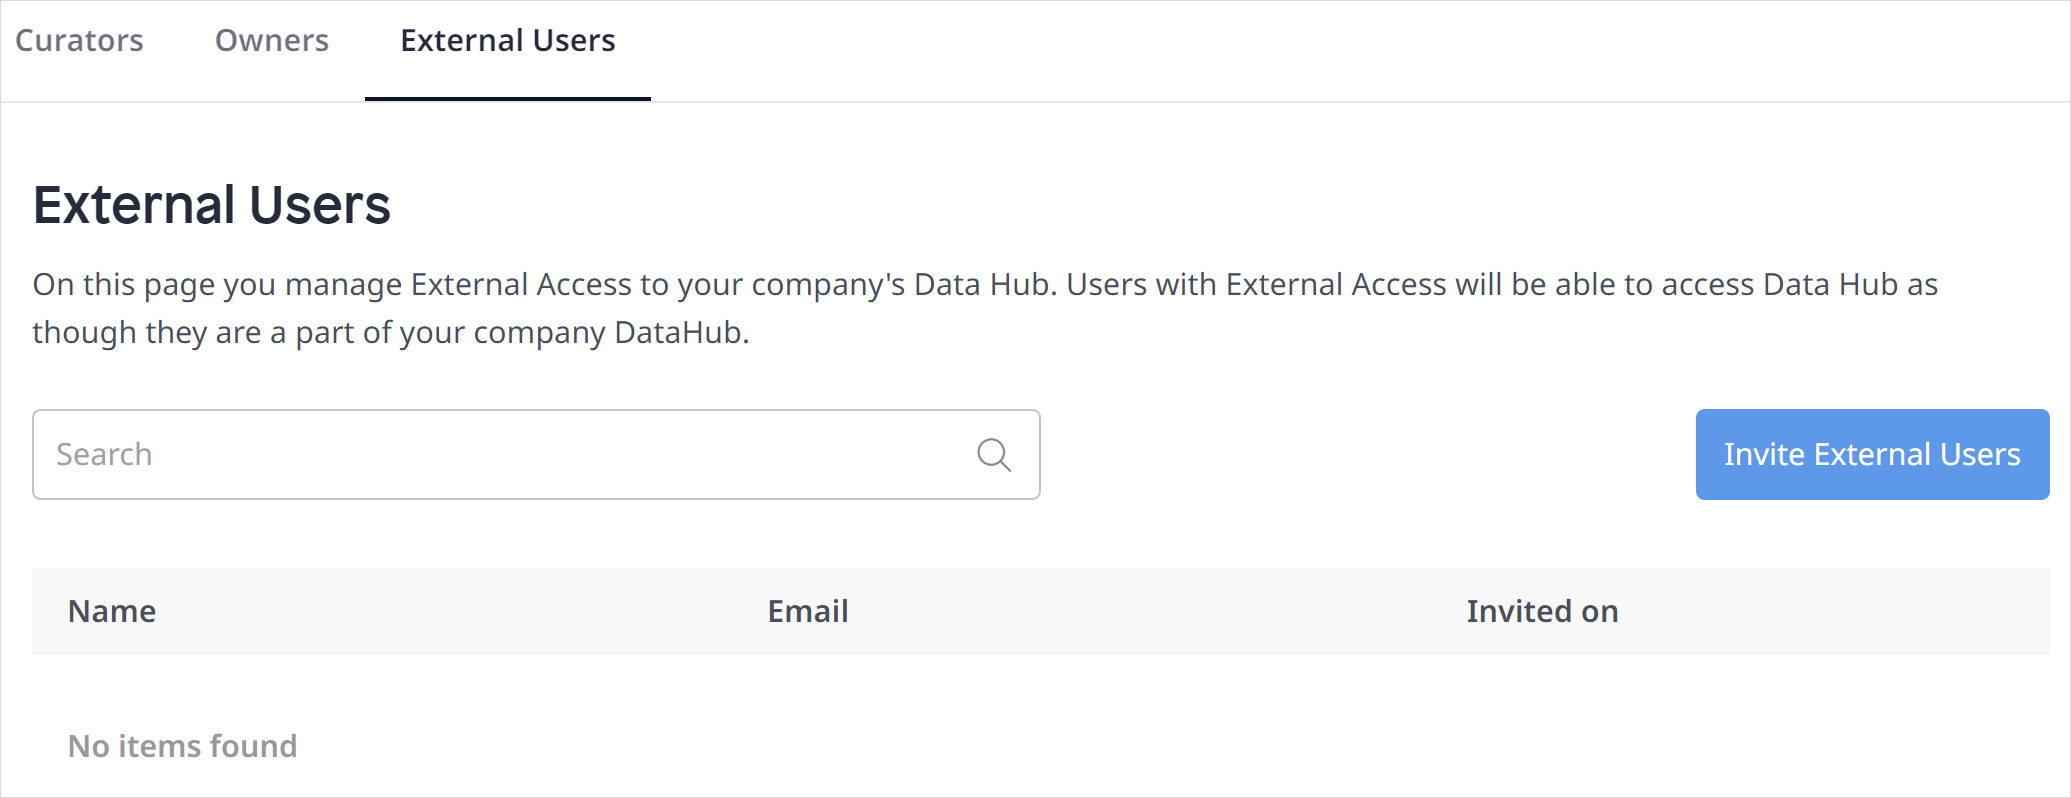 Curators Owners External Users
External Users
On this page you manage External Access to your company's Data Hub. Users with External Access will be able to access Data Hub as
though they are a part of your company DataHub.
Search Invite External Users
Name Email Invited on
No items found